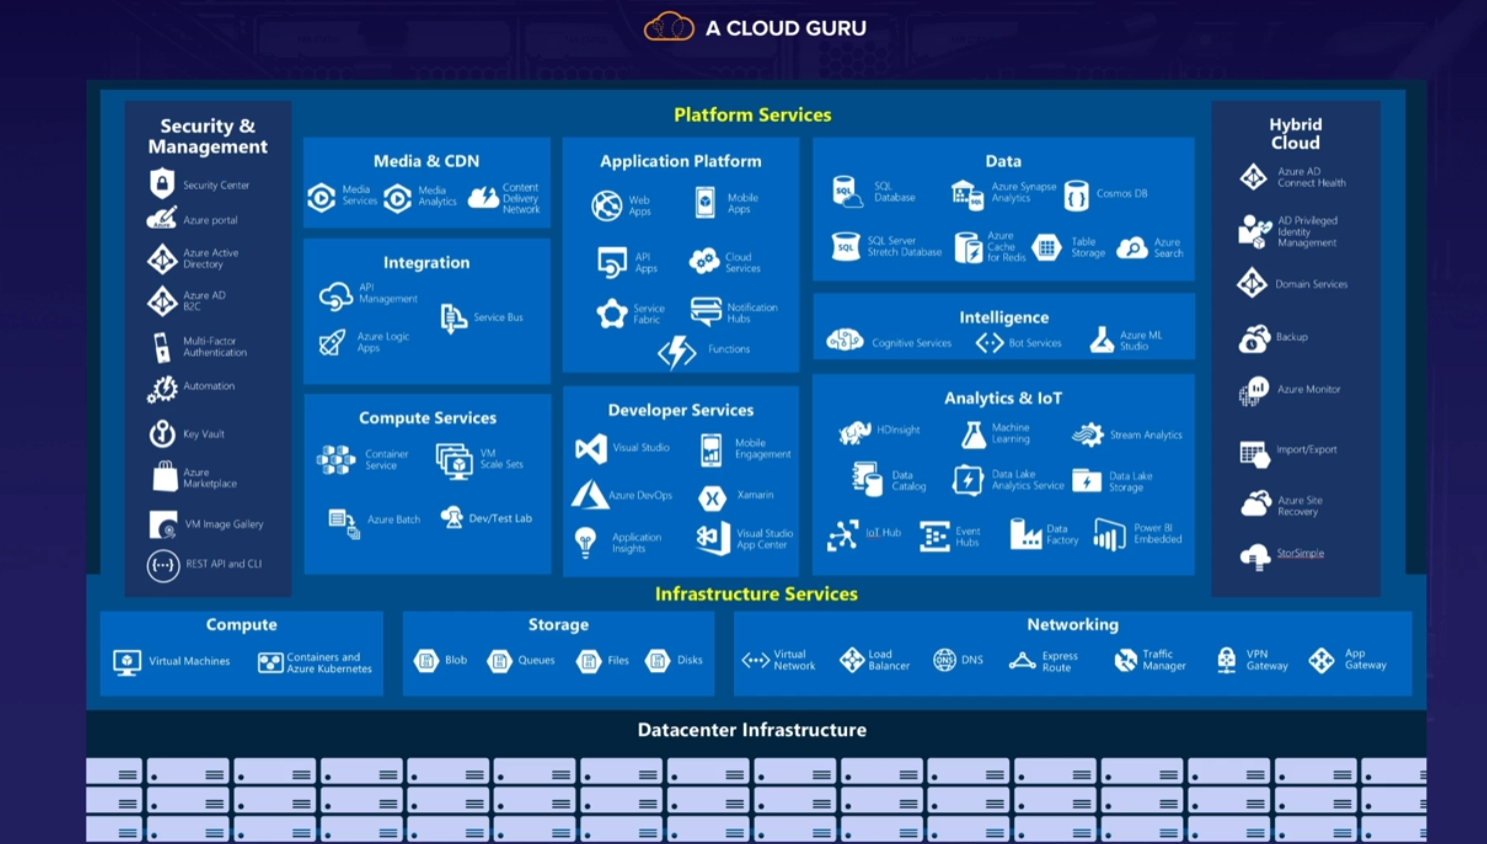 A CLOUD GURU
Platform Services
Security &
Management
Security Center
Azure portal
Azure Active
Directory
Azure AD
B2C
Multi-Factor
Authentication
Automation
Key Vault
Azure
Marketplace
VM Image Gallery
REST API and CLI
Media & CDN
Media
Services
Media
Analytics
Content
Delivery
Network
Integration
API
Management
Service Bus
Azure Logic
Apps
Compute Services
Container
Service
VM
Scale Sets
Azure Batch
Dev/Test Lab
Application Platform
Web
Apps
Mobile
Apps
API
Apps
Cloud
Services
Service
Fabric
Notification
Hubs
Functions
Developer Services
Visual Studio
Mobile
Engagement
Azure DevOps
Xamarin
Application
Insights
Visual Studio
App Center
Data
SQL
SQL
Database
SQL
Azure Synapse
Analytics
Cosmos DB
SQL
SQL Server
Stretch Database
Azure
Cache
for Redis
Table
Storage
Azure
Search
Intelligence
Cognitive Services
Bot Services
Azure ML
Studio
Analytics & IoT
HDInsight
Machine
Learning
Stream Analytics
Data
Catalog
Data Lake
Analytics Service
Data Lake
Storage
IoT Hub
Event
Hubs
Data
Factory
Power BI
Embedded
Hybrid
Cloud
Azure AD
Connect Health
AD Privileged
Identity
Management
Domain Services
Backup
Azure Monitor
Import/Export
Azure Site
Recovery
StorSimple
Infrastructure Services
Compute
Virtual Machines
Containers and
Azure Kubernetes
Storage
Blob
Queues
Files
Disks
Networking
Virtual
Network
Load
Balancer
DNS
DNS
Express
Route
Traffic
Manager
VPN
Gateway
App
Gateway
Datacenter Infrastructure